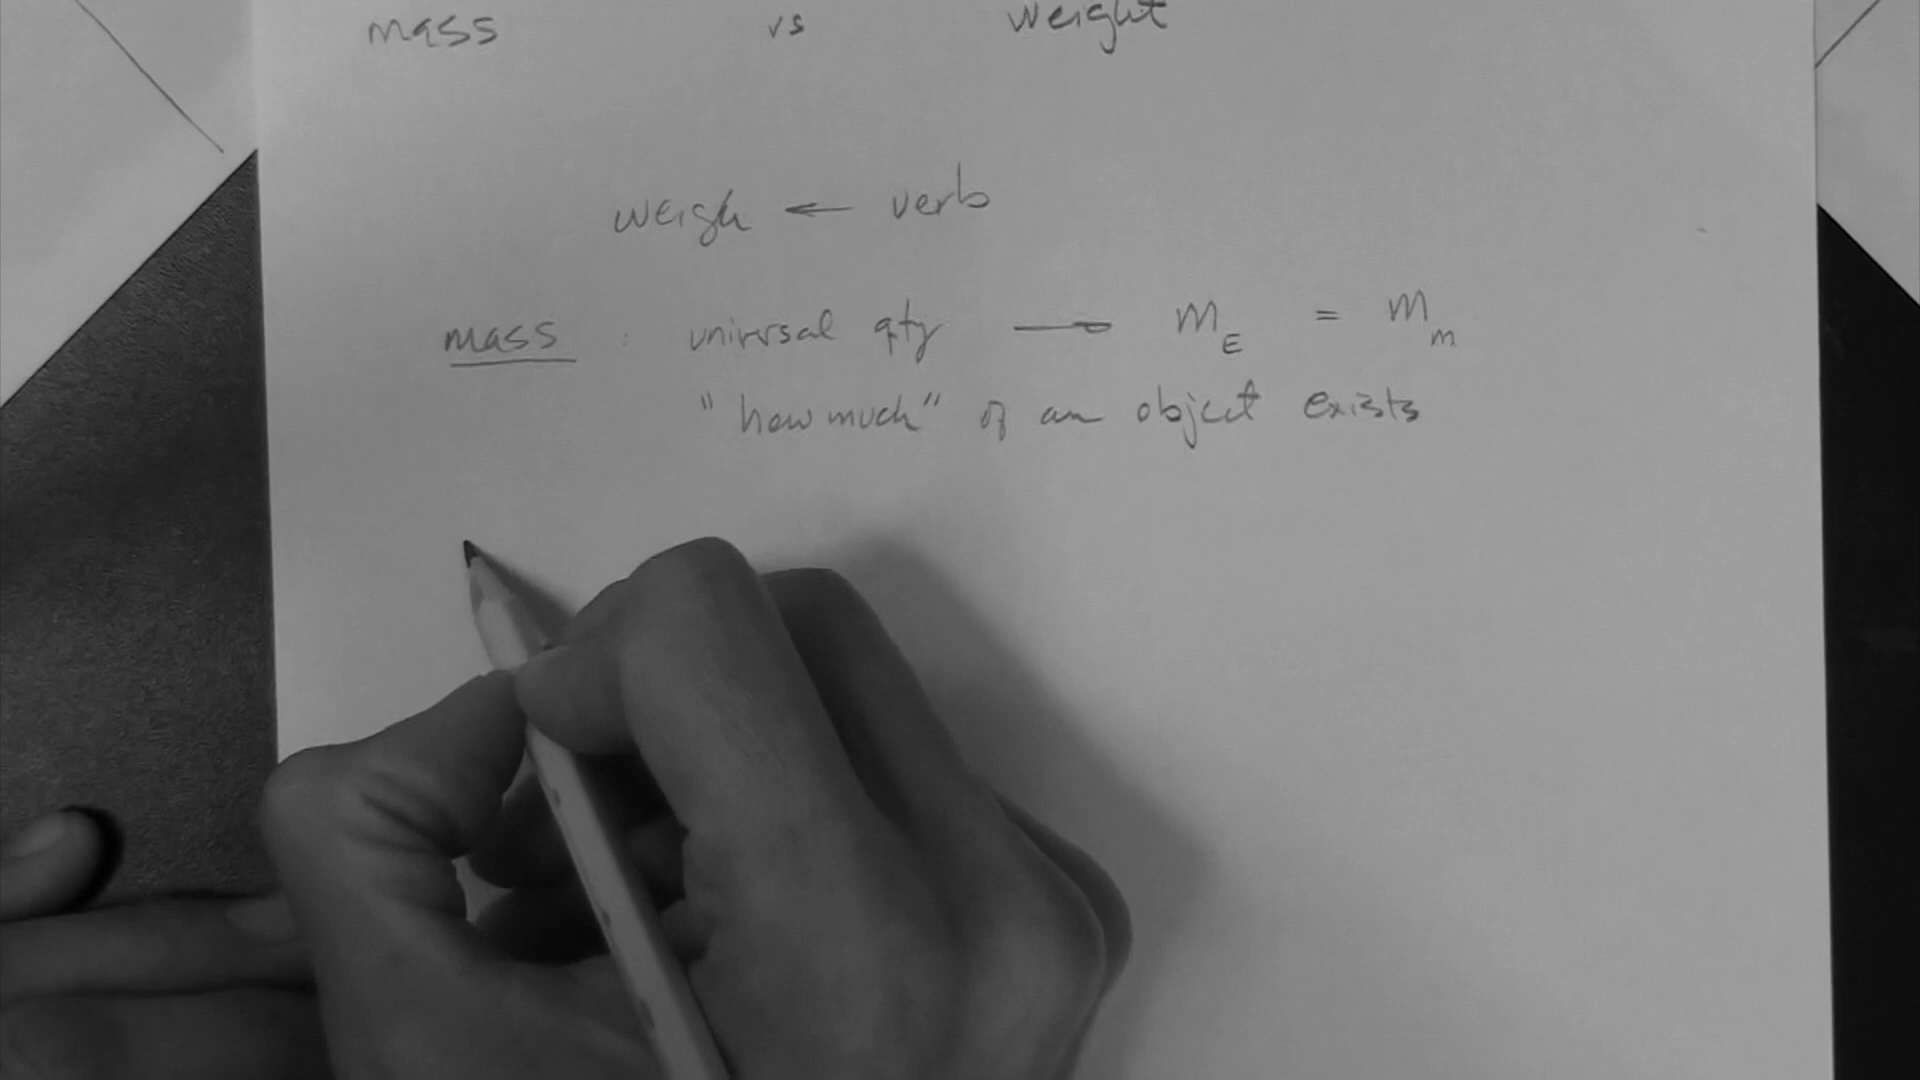 mass vs weight
weigh ← verb
mass : universal qty → m_E = m_m
"how much" of an object exists